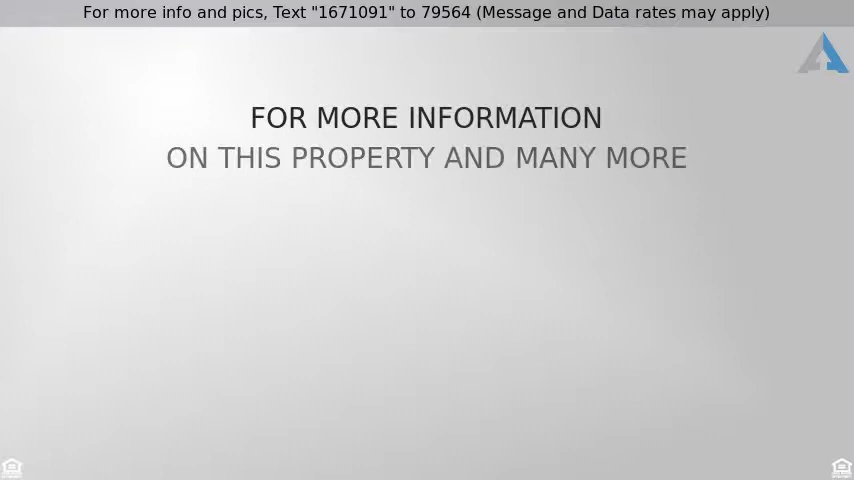 For more info and pics, Text "1671091" to 79564 (Message and Data rates may apply)
FOR MORE INFORMATION
ON THIS PROPERTY AND MANY MORE